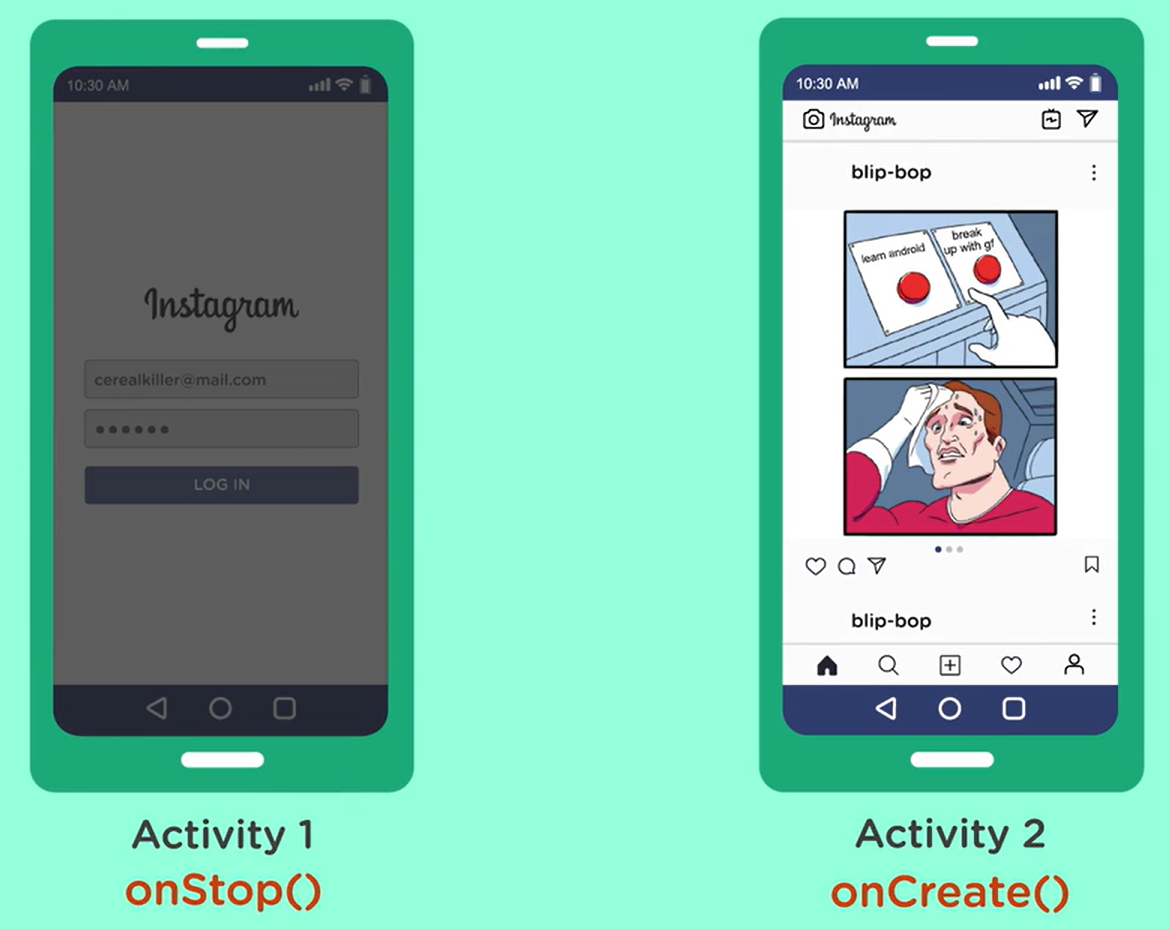 10:30 AM
Instagram
cerealkiller@mail.com
LOG IN
Activity 1
onStop()
10:30 AM
Instagram
blip-bop
learn android
break
up with gf
blip-bop
Activity 2
onCreate()